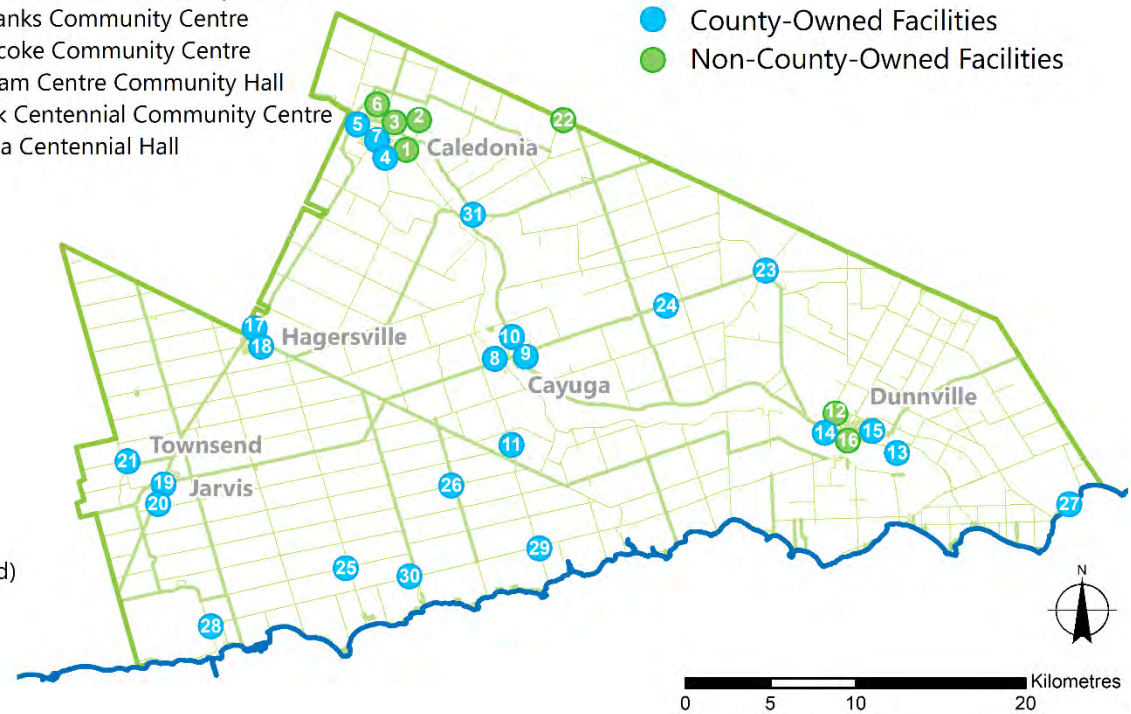 anks Community Centre
coke Community Centre
am Centre Community Hall
k Centennial Community Centre
a Centennial Hall
County-Owned Facilities
Non-County-Owned Facilities
6
5
3
2
22
7
1
4
Caledonia
31
23
24
17
Hagersville
18
10
8
9
Cayuga
Dunnville
12
14
15
16
13
11
Townsend
21
19
Jarvis
20
26
27
29
25
30
d)
28
N
Kilometres
0
5
10
20